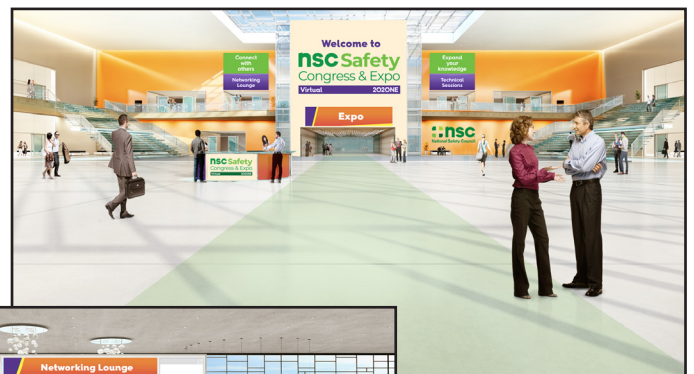 Welcome to
nsc Safety
Congress & Expo
Virtual 202ONE
Expo
Connect
with
others
Networking
Lounge
Expand
your
knowledge
Technical
Sessions
nsc
National Safety Council
nsc Safety
Congress & Expo
Networking Lounge